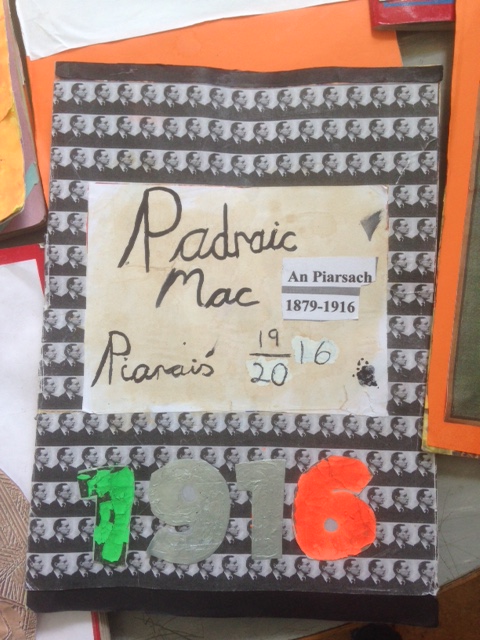 Padraic
Mac
An Piarsach
1879-1916
Piarais
19
16
20
1916